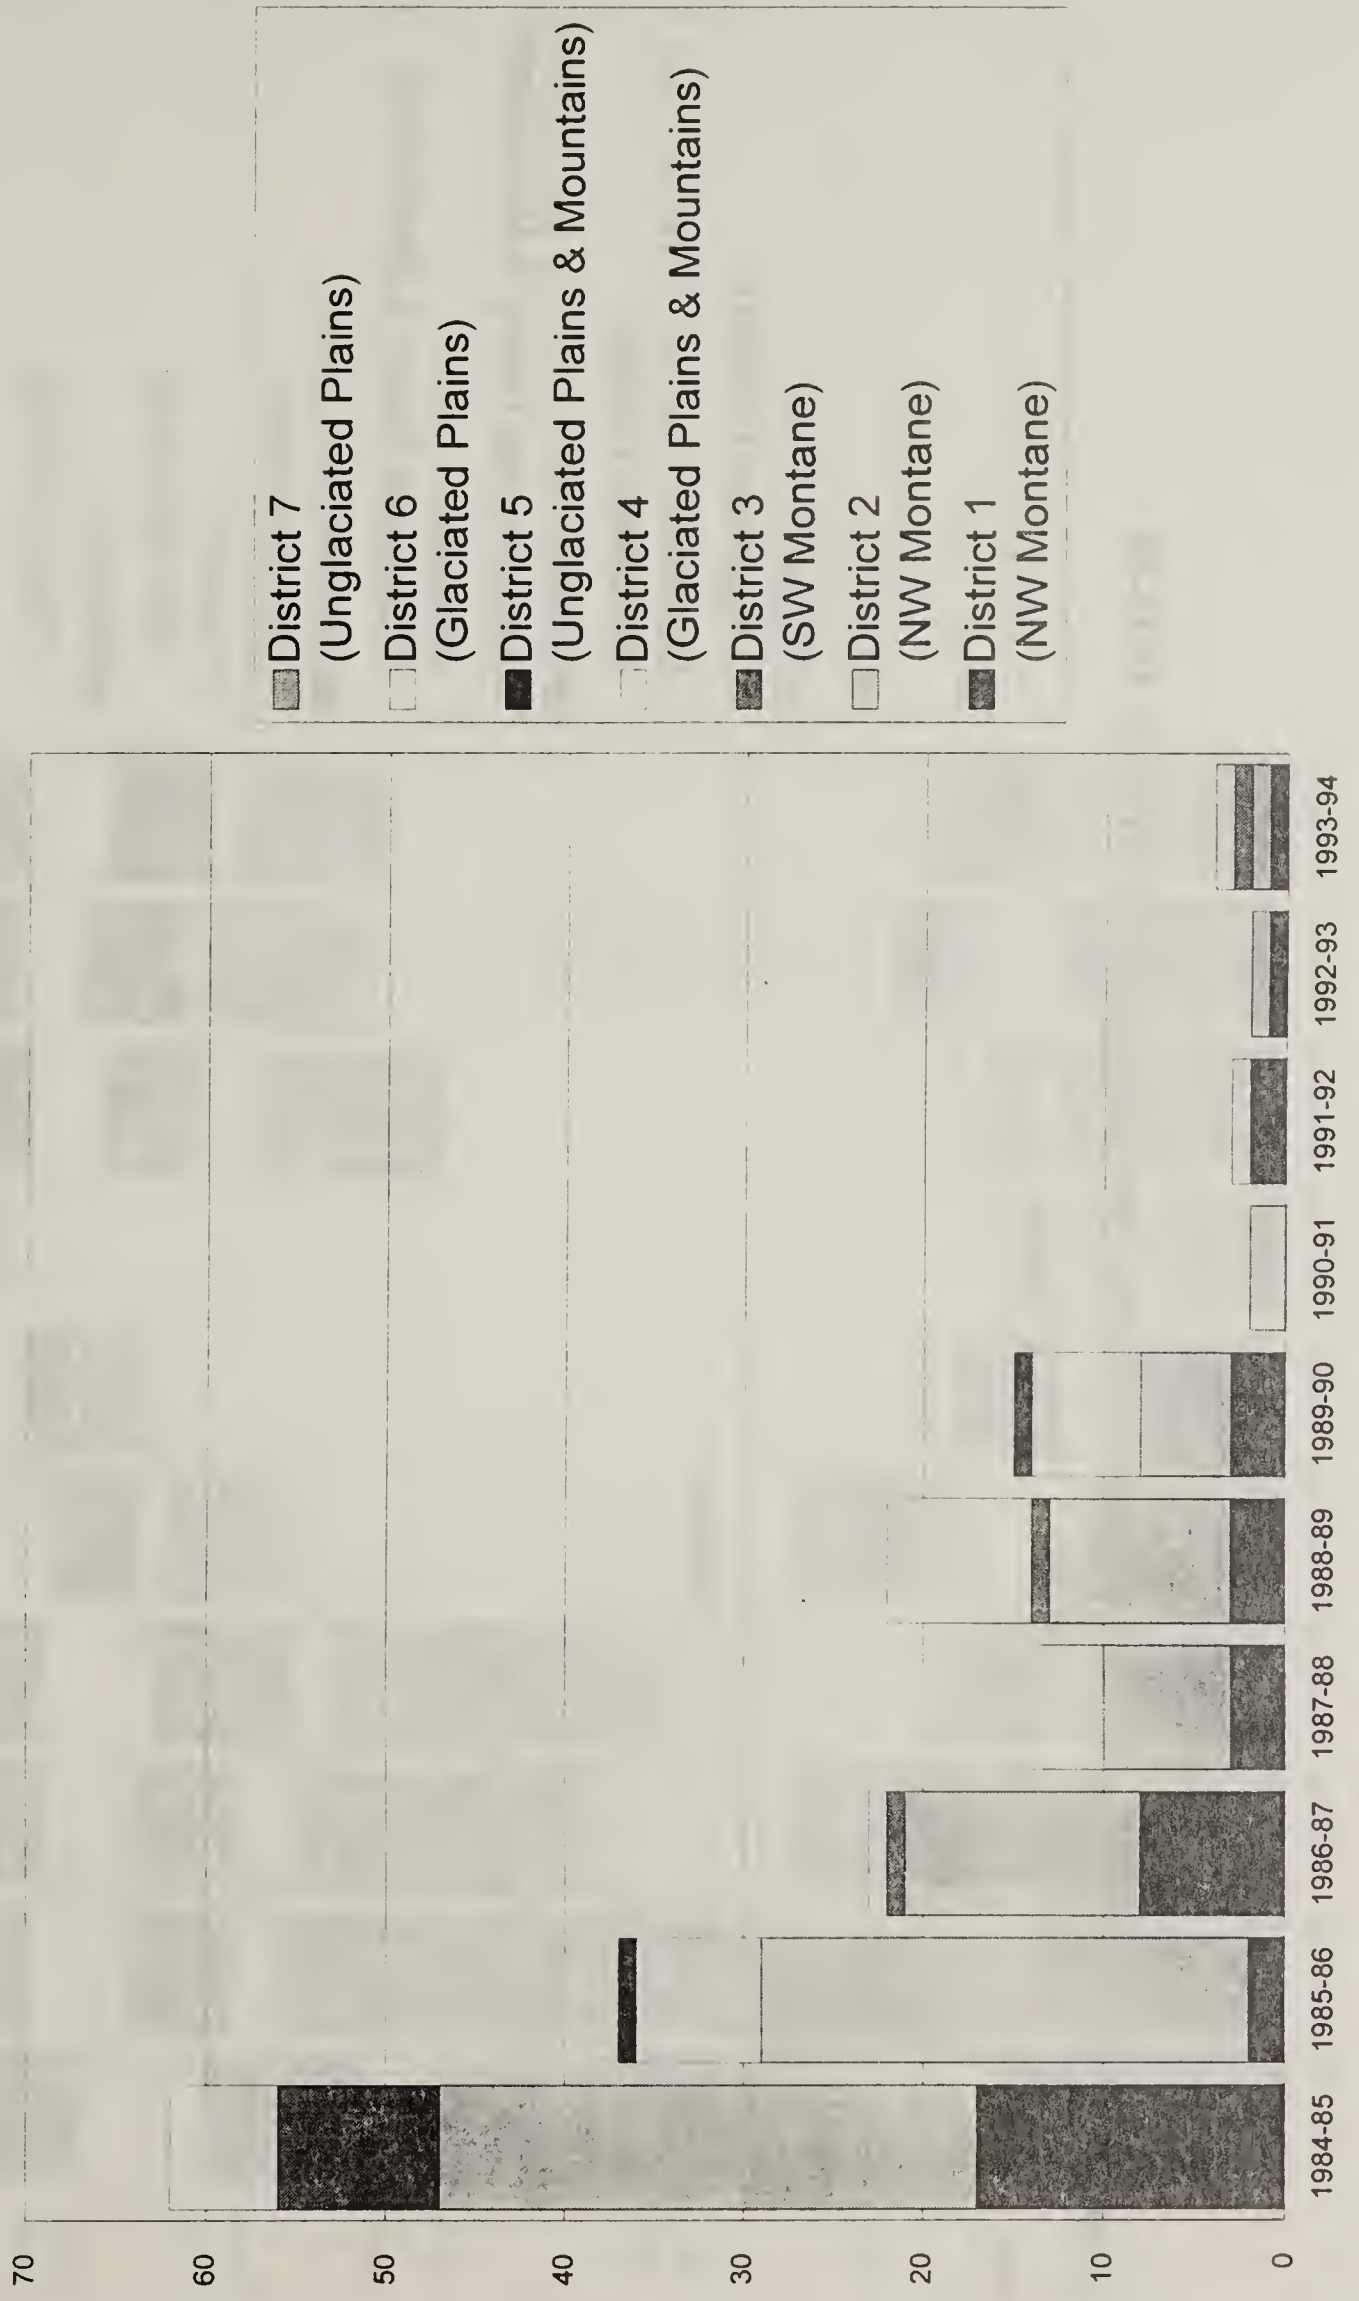 70
60
50
40
30
20
10
0
1984-85
1985-86
1986-87
1987-88
1988-89
1989-90
1990-91
1991-92
1992-93
1993-94
District 7
(Unglaciated Plains)
District 6
(Glaciated Plains)
District 5
(Unglaciated Plains & Mountains)
District 4
(Glaciated Plains & Mountains)
District 3
(SW Montane)
District 2
(NW Montane)
District 1
(NW Montane)